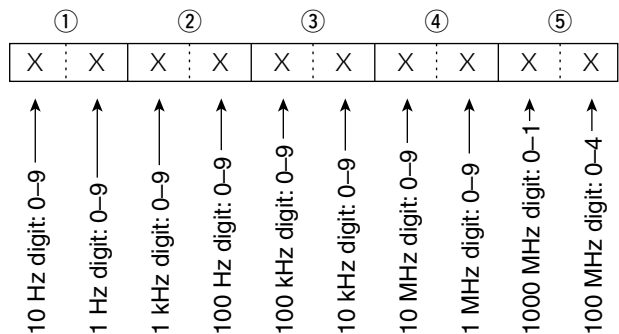 ① ② ③ ④ ⑤
X X X X X X X X X X
10 Hz digit: 0–9
1 Hz digit: 0–9
1 kHz digit: 0–9
100 Hz digit: 0–9
100 kHz digit: 0–9
10 kHz digit: 0–9
10 MHz digit: 0–9
1 MHz digit: 0–9
1000 MHz digit: 0–1
100 MHz digit: 0–4